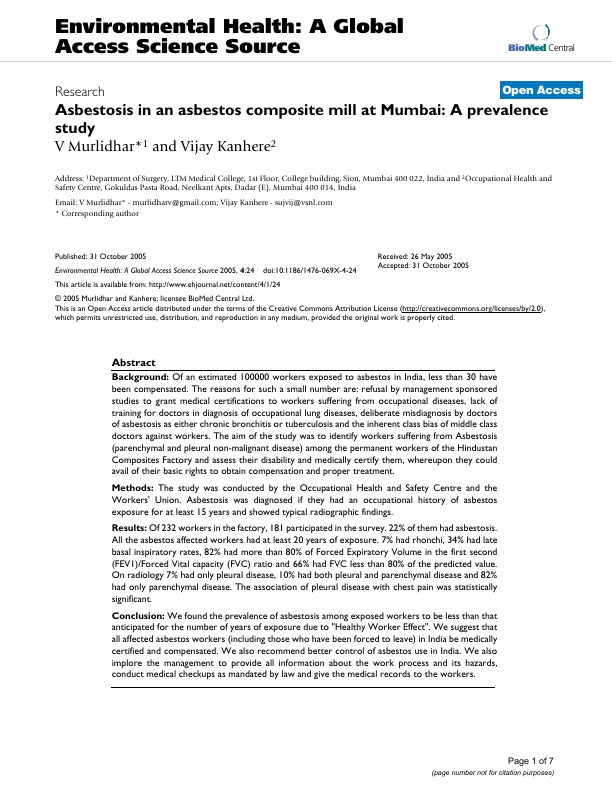 Environmental Health: A Global
Access Science Source
BioMed Central
Research
Open Access
Asbestosis in an asbestos composite mill at Mumbai: A prevalence
study
V Murlidhar*1 and Vijay Kanhere2
Address: 1Department of Surgery, LTM Medical College, 1st Floor, College building, Sion, Mumbai 400 022, India and 2Occupational Health and
Safety Centre, Gokuldas Pasta Road, Neelkant Apts, Dadar (E), Mumbai 400 014, India
Email: V Murlidhar* - murlidharv@gmail.com; Vijay Kanhere - sujvij@vsnl.com
* Corresponding author
Published: 31 October 2005
Environmental Health: A Global Access Science Source 2005, 4:24 doi:10.1186/1476-069X-4-24
Received: 26 May 2005
Accepted: 31 October 2005
This article is available from: http://www.ehjournal.net/content/4/1/24
© 2005 Murlidhar and Kanhere; licensee BioMed Central Ltd.
This is an Open Access article distributed under the terms of the Creative Commons Attribution License (http://creativecommons.org/licenses/by/2.0),
which permits unrestricted use, distribution, and reproduction in any medium, provided the original work is properly cited.
Abstract
Background: Of an estimated 100000 workers exposed to asbestos in India, less than 30 have
been compensated. The reasons for such a small number are: refusal by management sponsored
studies to grant medical certifications to workers suffering from occupational diseases, lack of
training for doctors in diagnosis of occupational lung diseases, deliberate misdiagnosis by doctors
of asbestosis as either chronic bronchitis or tuberculosis and the inherent class bias of middle class
doctors against workers. The aim of the study was to identify workers suffering from Asbestosis
(parenchymal and pleural non-malignant disease) among the permanent workers of the Hindustan
Composites Factory and assess their disability and medically certify them, whereupon they could
avail of their basic rights to obtain compensation and proper treatment.
Methods: The study was conducted by the Occupational Health and Safety Centre and the
Workers' Union. Asbestosis was diagnosed if they had an occupational history of asbestos
exposure for at least 15 years and showed typical radiographic findings.
Results: Of 232 workers in the factory, 181 participated in the survey. 22% of them had asbestosis.
All the asbestosis affected workers had at least 20 years of exposure. 7% had rhonchi, 34% had late
basal inspiratory rates, 82% had more than 80% of Forced Expiratory Volume in the first second
(FEV1)/Forced Vital capacity (FVC) ratio and 66% had FVC less than 80% of the predicted value.
On radiology 7% had only pleural disease, 10% had both pleural and parenchymal disease and 82%
had only parenchymal disease. The association of pleural disease with chest pain was statistically
significant.
Conclusion: We found the prevalence of asbestosis among exposed workers to be less than that
anticipated for the number of years of exposure due to "Healthy Worker Effect". We suggest that
all affected asbestos workers (including those who have been forced to leave) in India be medically
certified and compensated. We also recommend better control of asbestos use in India. We also
implore the management to provide all information about the work process and its hazards,
conduct medical checkups as mandated by law and give the medical records to the workers.
Page 1 of 7
(page number not for citation purposes)